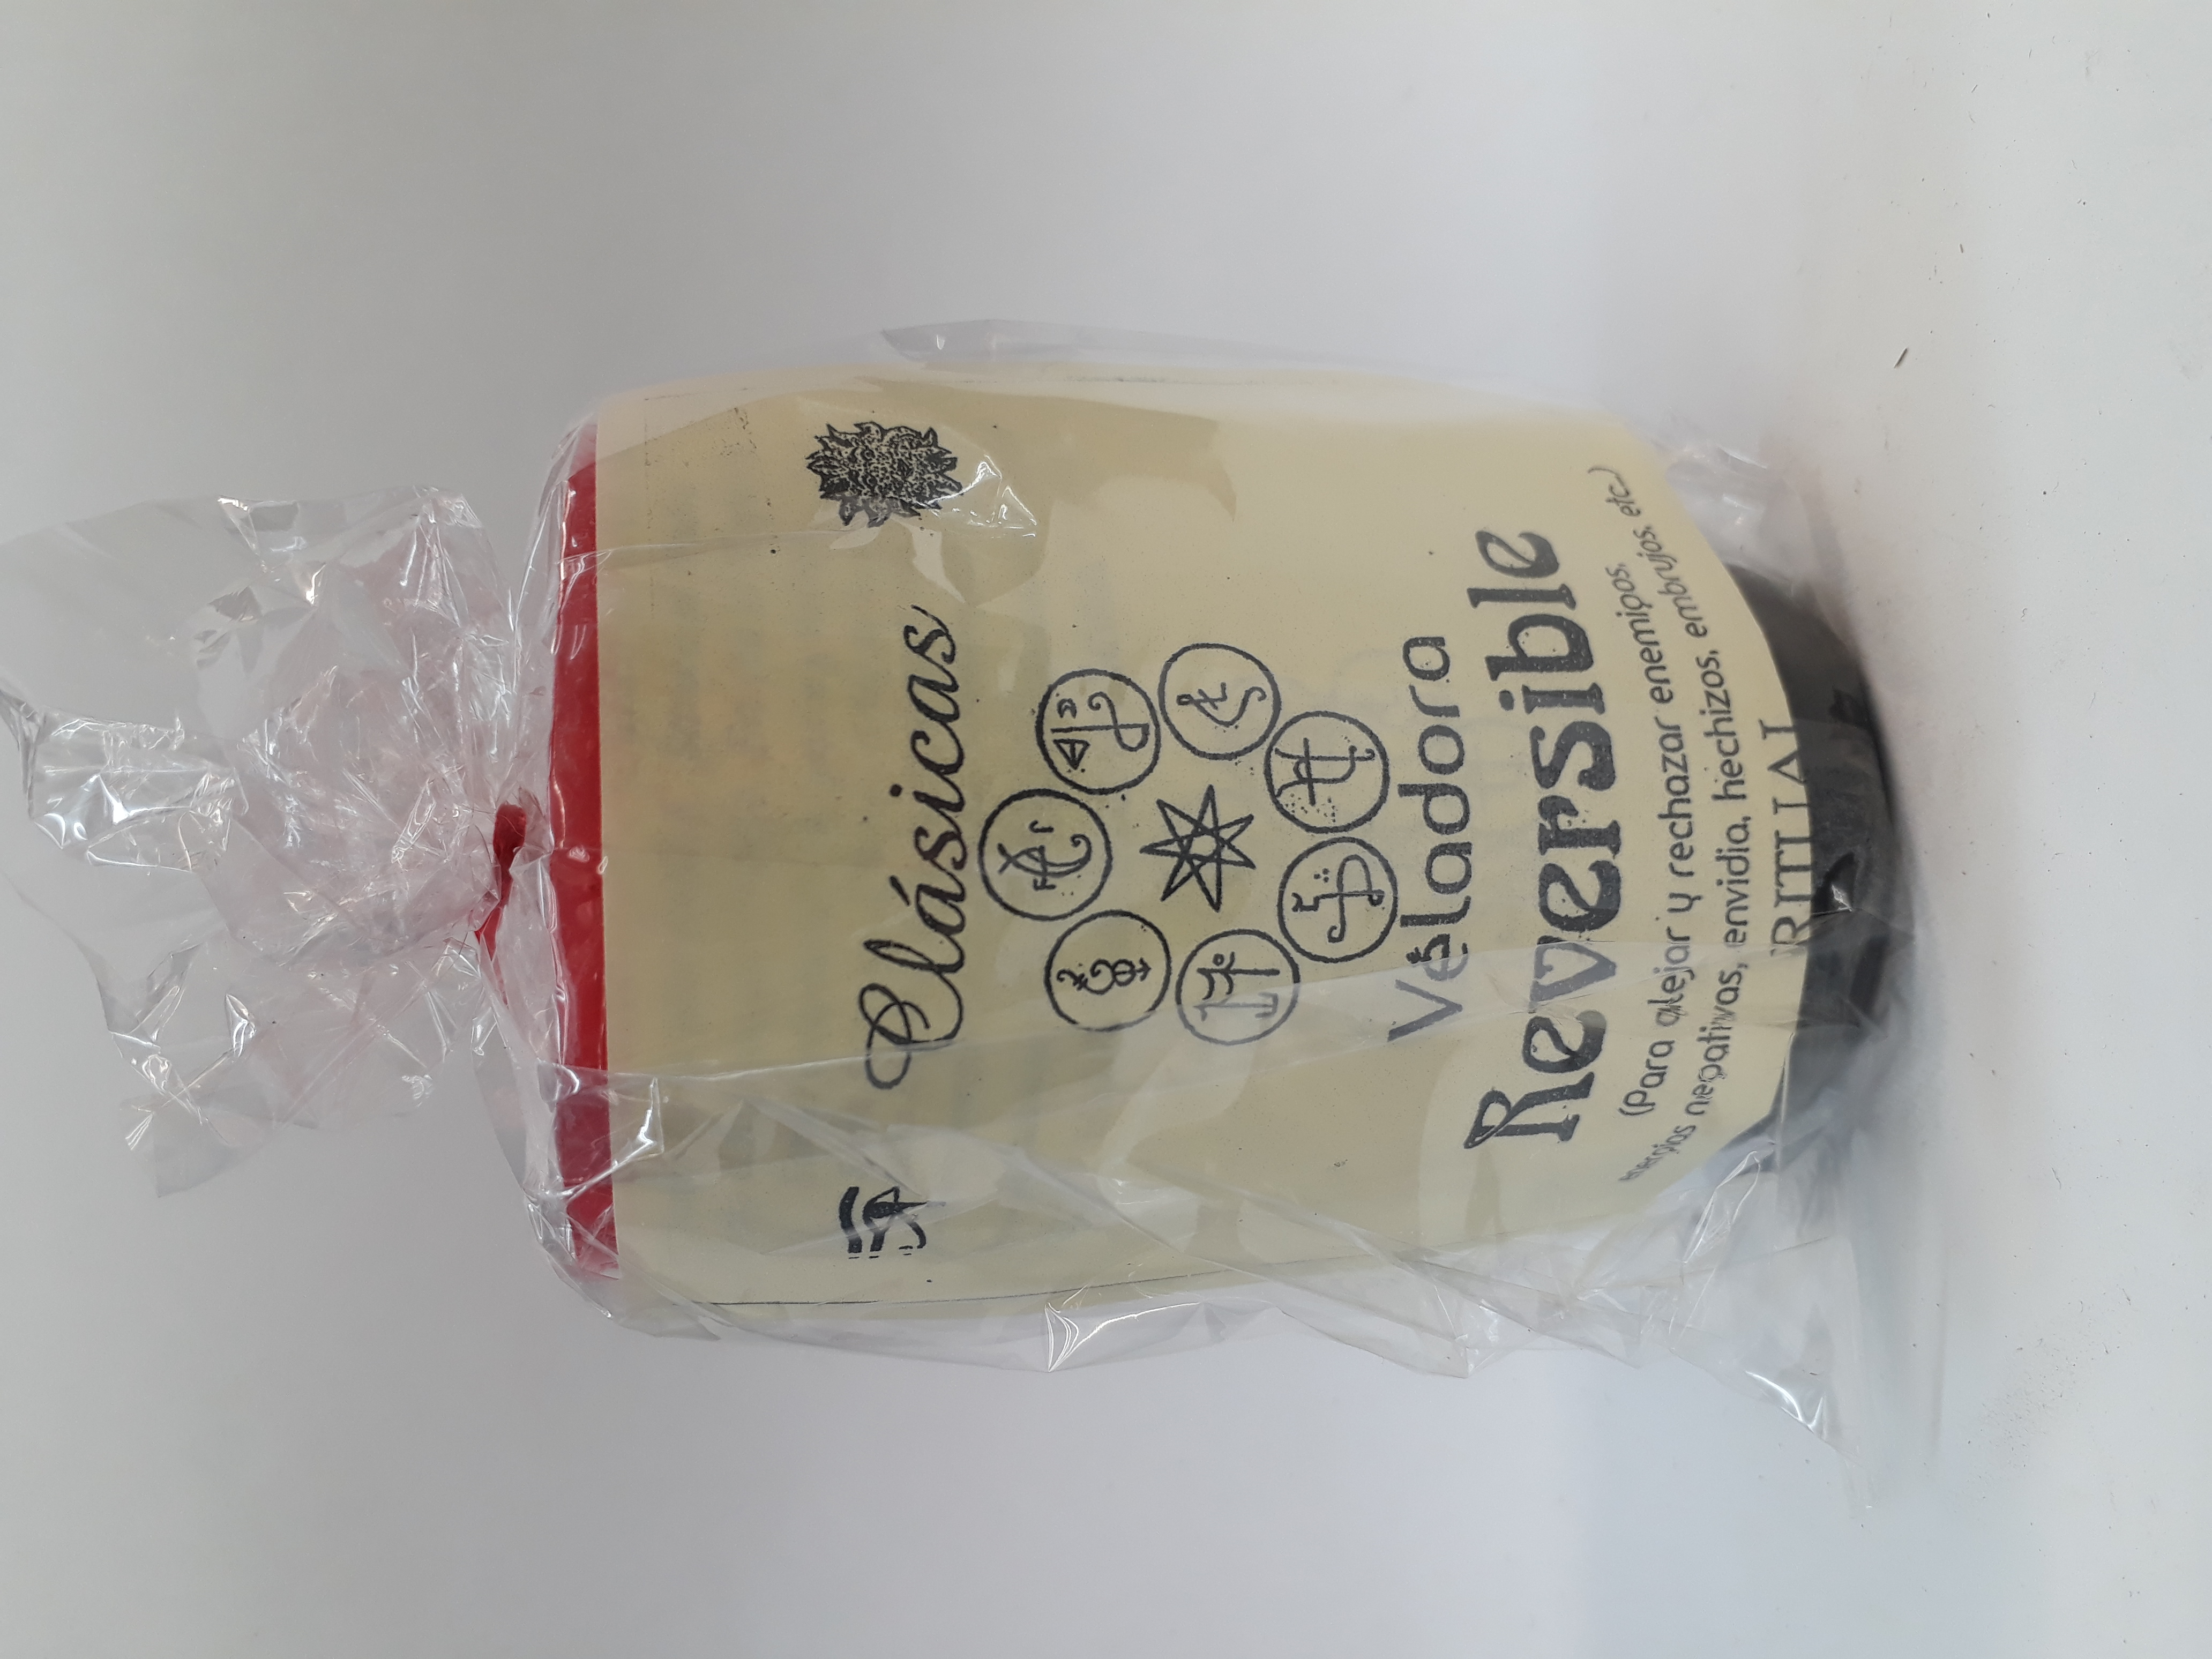 Clásicas
Veladora
Reversible
(Para alejar y rechazar enemigos,
energías negativas, envidia, hechizos, embrujos, etc...)
RITUAL